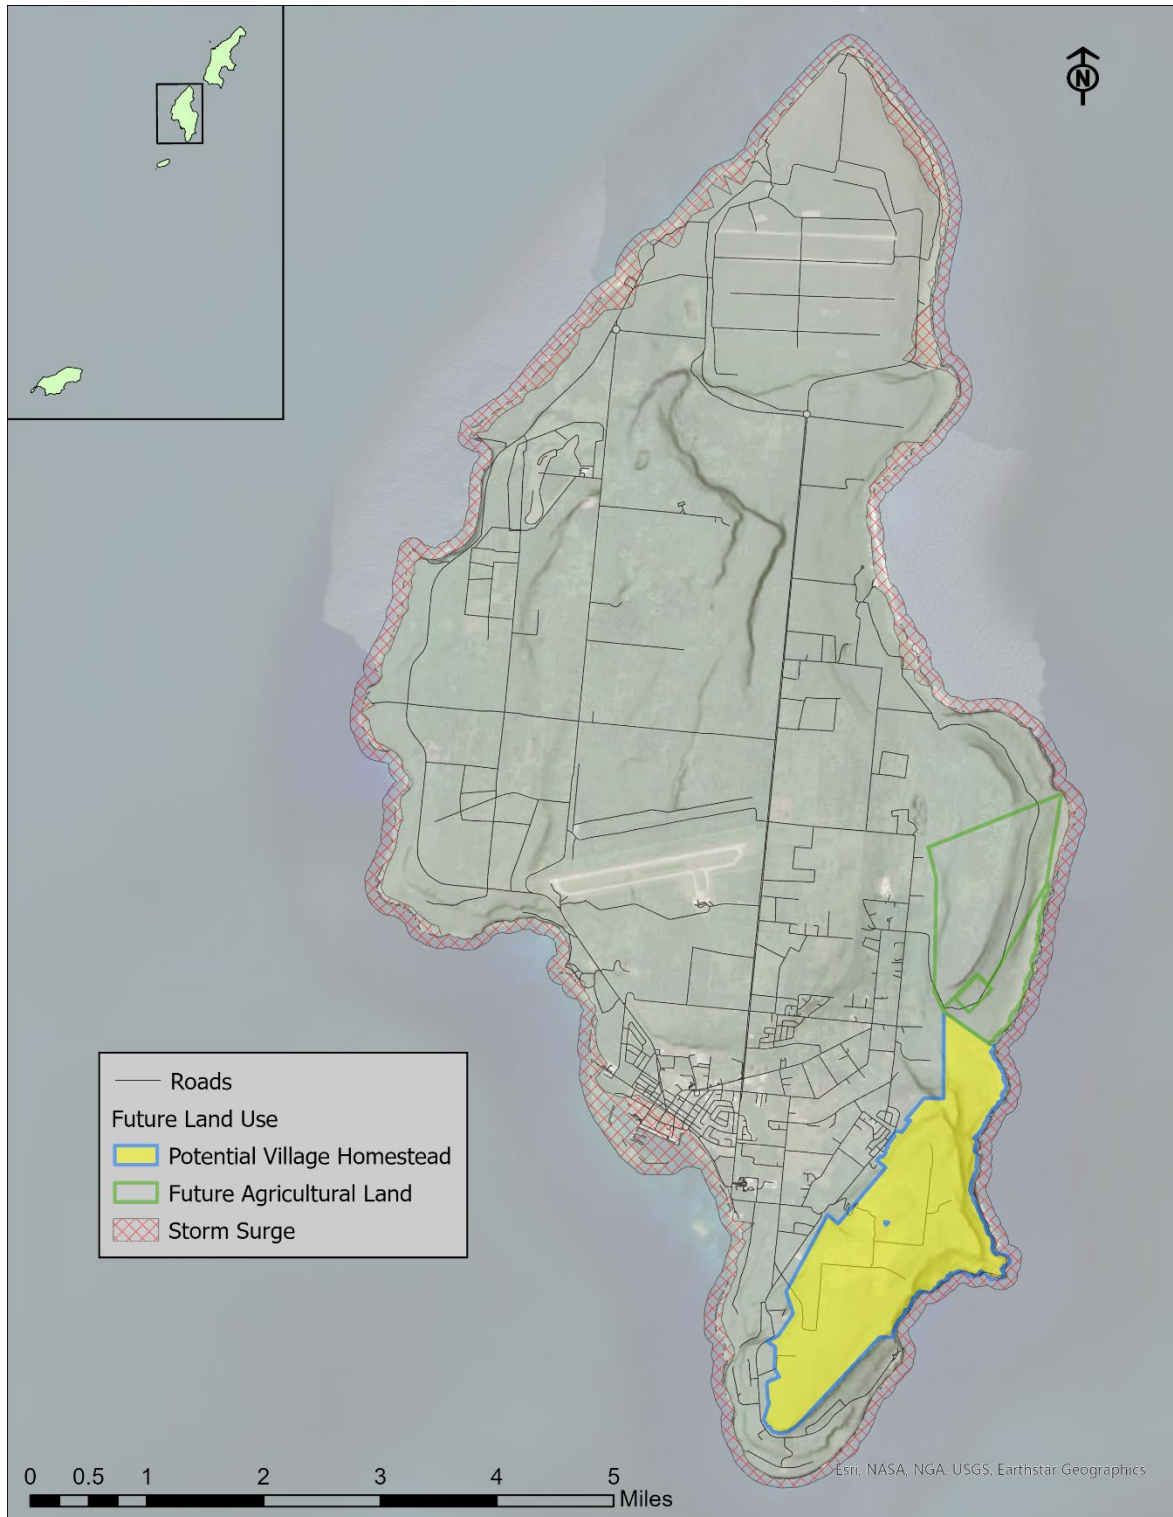 N
Roads
Future Land Use
Potential Village Homestead
Future Agricultural Land
Storm Surge
0 0.5 1 2 3 4 5
Miles
Esri, NASA, NGA, USGS, Earthstar Geographics